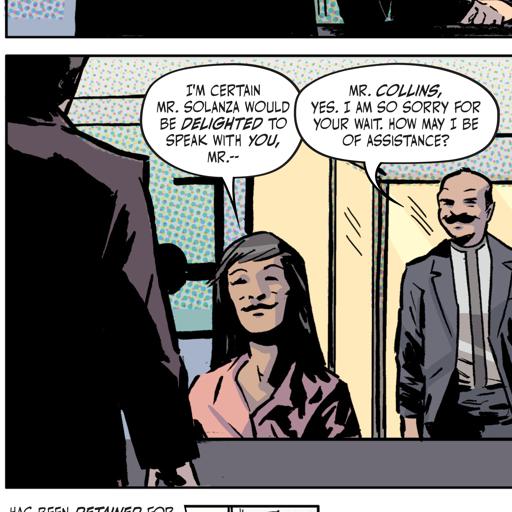 I'M CERTAIN
MR. SOLANZA WOULD
BE DELIGHTED TO
SPEAK WITH YOU,
MR.--
MR. COLLINS,
YES. I AM SO SORRY FOR
YOUR WAIT. HOW MAY I BE
OF ASSISTANCE?
HAS BEEN DETAINED FOR